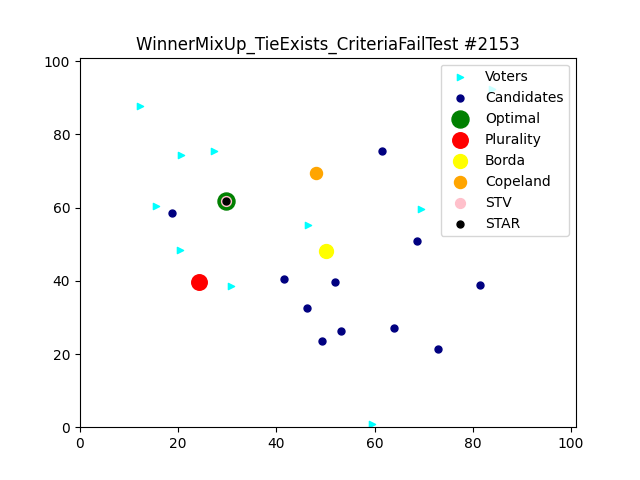 WinnerMixUp_TieExists_CriteriaFailTest #2153
100
80
60
40
20
0
0 20 40 60 80 100
Voters
Candidates
Optimal
Plurality
Borda
Copeland
STV
STAR